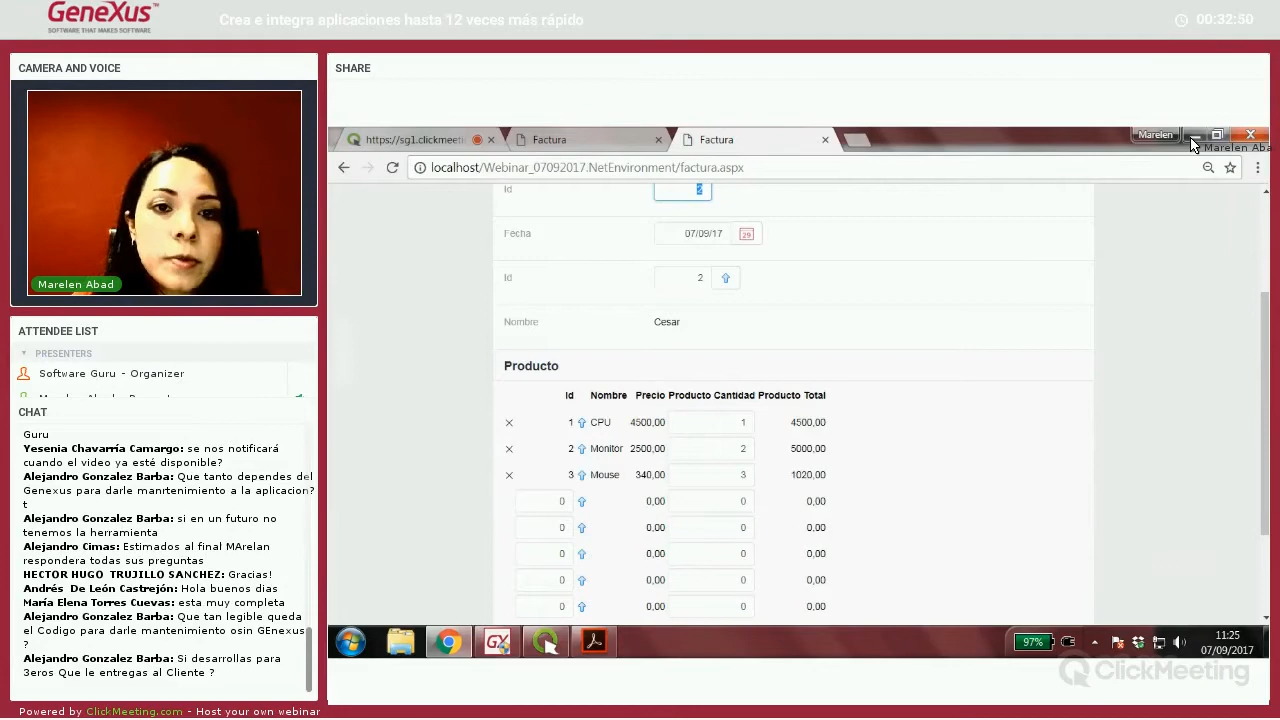 GeneXus™
SOFTWARE THAT MAKES SOFTWARE
Crea e integra aplicaciones hasta 12 veces más rápido
00:32:50
CAMERA AND VOICE
Marelen Abad
ATTENDEE LIST
PRESENTERS
Software Guru - Organizer
CHAT
Guru
Yesenia Chavarría Camargo: se nos notificará
cuando el video ya esté disponible?
Alejandro Gonzalez Barba: Que tanto dependes del
Genexus para darle manrtenimiento a la aplicacion?
t
Alejandro Gonzalez Barba: si en un futuro no
tenemos la herramienta
Alejandro Cimas: Estimados al final MArelan
respondera todas sus preguntas
HECTOR HUGO TRUJILLO SANCHEZ: Gracias!
Andrés De León Castrejón: Hola buenos dias
María Elena Torres Cuevas: esta muy completa
Alejandro Gonzalez Barba: Que tan legible queda
el Codigo para darle mantenimiento osin GEnexus
?
Alejandro Gonzalez Barba: Si desarrollas para
3eros Que le entregas al Cliente ?
Powered by ClickMeeting.com - Host your own webinar
SHARE
https://sg1.clickmeeti
Factura
Factura
Marelen
Marelen Aba
localhost/Webinar_07092017.NetEnvironment/factura.aspx
Id 2
Fecha 07/09/17 29
Id 2
Nombre Cesar
Producto
Id Nombre Precio Producto Cantidad Producto Total
1 CPU 4500,00 1 4500,00
2 Monitor 2500,00 2 5000,00
3 Mouse 340,00 3 1020,00
0 0,00 0 0,00
0 0,00 0 0,00
0 0,00 0 0,00
0 0,00 0 0,00
0 0,00 0 0,00
GX
97%
11:25
07/09/2017
ClickMeeting